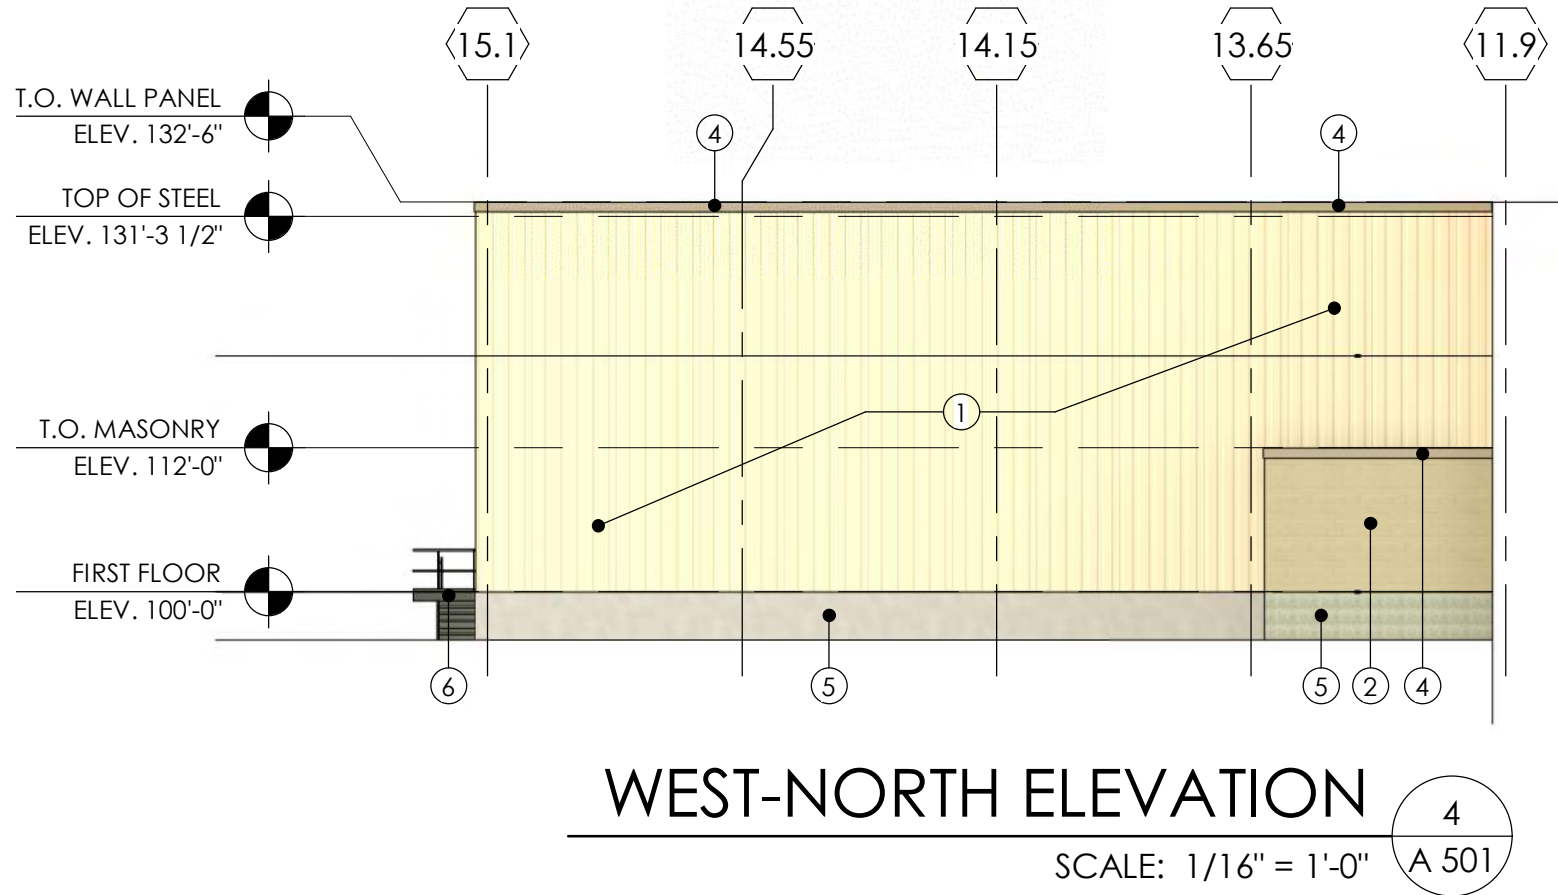 15.1
14.55
14.15
13.65
11.9
T.O. WALL PANEL
ELEV. 132'-6"
4
4
TOP OF STEEL
ELEV. 131'-3 1/2"
1
T.O. MASONRY
ELEV. 112'-0"
FIRST FLOOR
ELEV. 100'-0"
6
5
5
2
4
WEST-NORTH ELEVATION
4
SCALE: 1/16" = 1'-0"
A 501